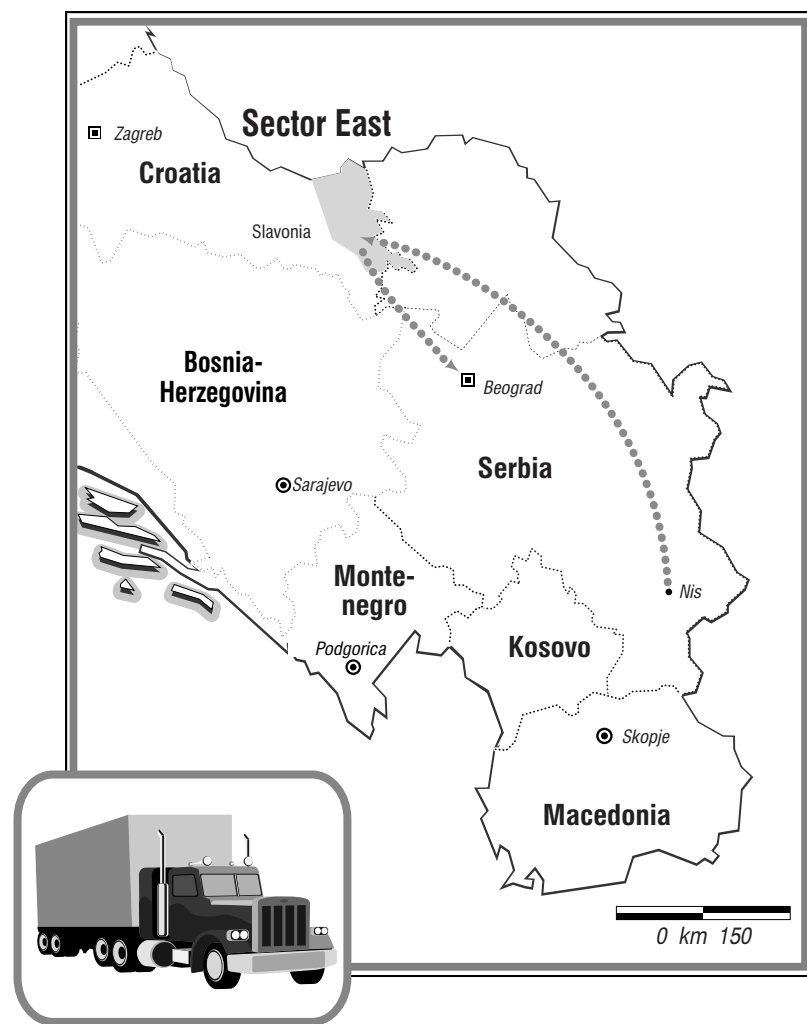 Sector East
Zagreb
Croatia
Slavonia
Bosnia-
Herzegovina
Beograd
Serbia
Sarajevo
Monte-
negro
Nis
Kosovo
Podgorica
Skopje
Macedonia
0 km 150